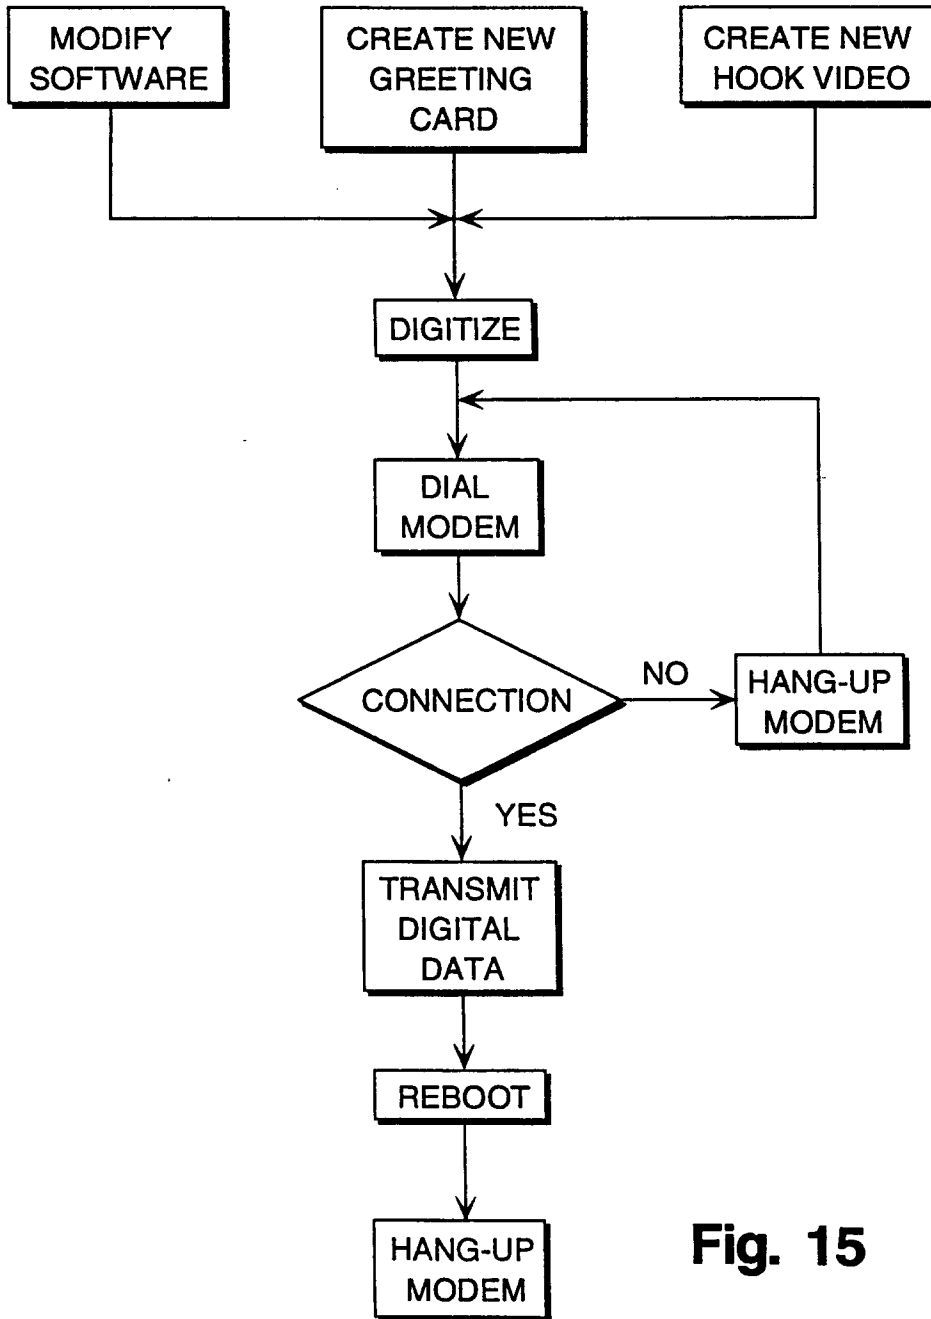 MODIFY
SOFTWARE
CREATE NEW
GREETING
CARD
CREATE NEW
HOOK VIDEO
DIGITIZE
DIAL
MODEM
CONNECTION
NO
HANG-UP
MODEM
YES
TRANSMIT
DIGITAL
DATA
REBOOT
HANG-UP
MODEM
Fig. 15